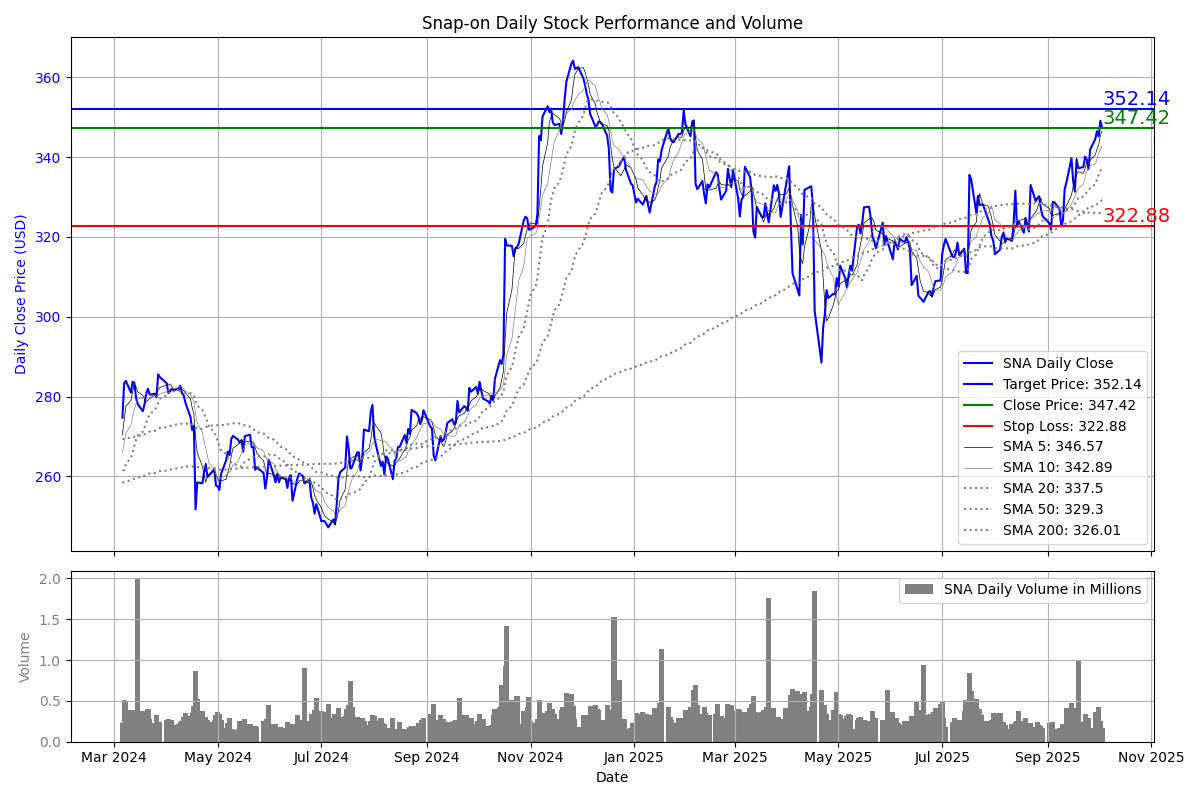 Snap-on Daily Stock Performance and Volume
Daily Close Price (USD)
360
340
320
300
280
260
352.14
347.42
322.88
SNA Daily Close
Target Price: 352.14
Close Price: 347.42
Stop Loss: 322.88
SMA 5: 346.57
SMA 10: 342.89
SMA 20: 337.5
SMA 50: 329.3
SMA 200: 326.01
Volume
2.0
1.5
1.0
0.5
0.0
SNA Daily Volume in Millions
Mar 2024 May 2024 Jul 2024 Sep 2024 Nov 2024 Jan 2025 Mar 2025 May 2025 Jul 2025 Sep 2025 Nov 2025
Date